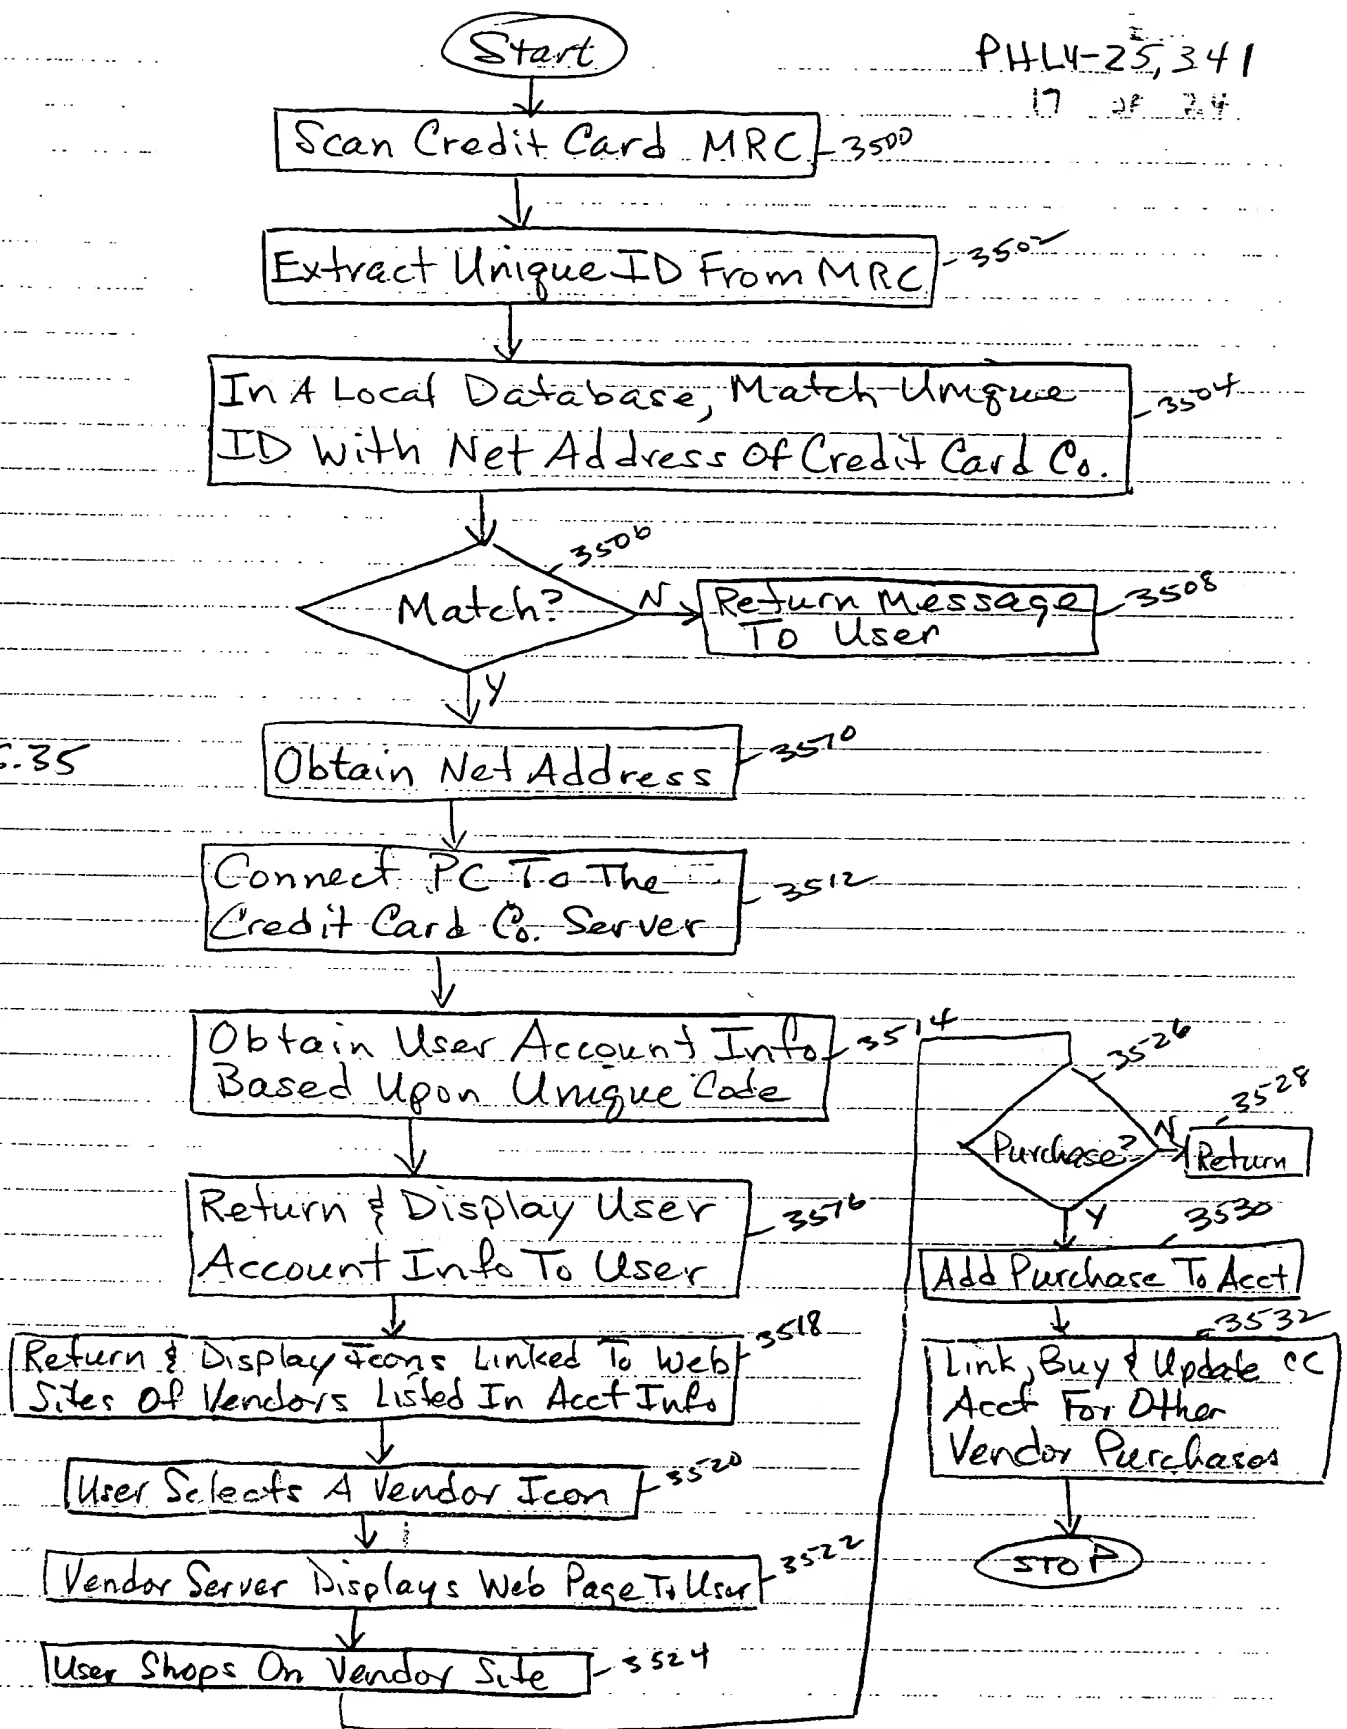 Start
PHLY-25,341
17 OF 24
Scan Credit Card MRC
3500
Extract Unique ID From MRC
3502
In A Local Database, Match Unique
ID With Net Address Of Credit Card Co.
3504
Match?
3506
N
Return Message
To User
3508
Y
.35
Obtain Net Address
3510
Connect PC To The
Credit Card Co. Server
3512
Obtain User Account Info
Based Upon Unique Code
3514
Return & Display User
Account Info To User
3516
Return & Display Icons Linked To Web
Sites Of Vendors Listed In Acct Info
3518
User Selects A Vendor Icon
3520
Vendor Server Displays Web Page To User
3522
User Shops On Vendor Site
3524
Purchase?
3526
N
Return
3528
Y
Add Purchase To Acct
3530
Link, Buy & Update CC
Acct For Other
Vendor Purchases
3532
STOP